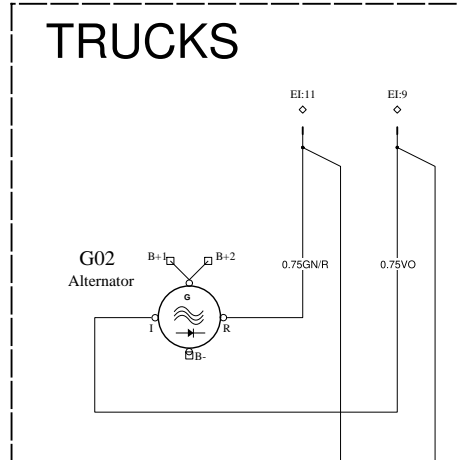 TRUCKS
EI:11
EI:9
G02
Alternator
B+1
B+2
0.75GN/R
0.75VO
G
I
R
B-